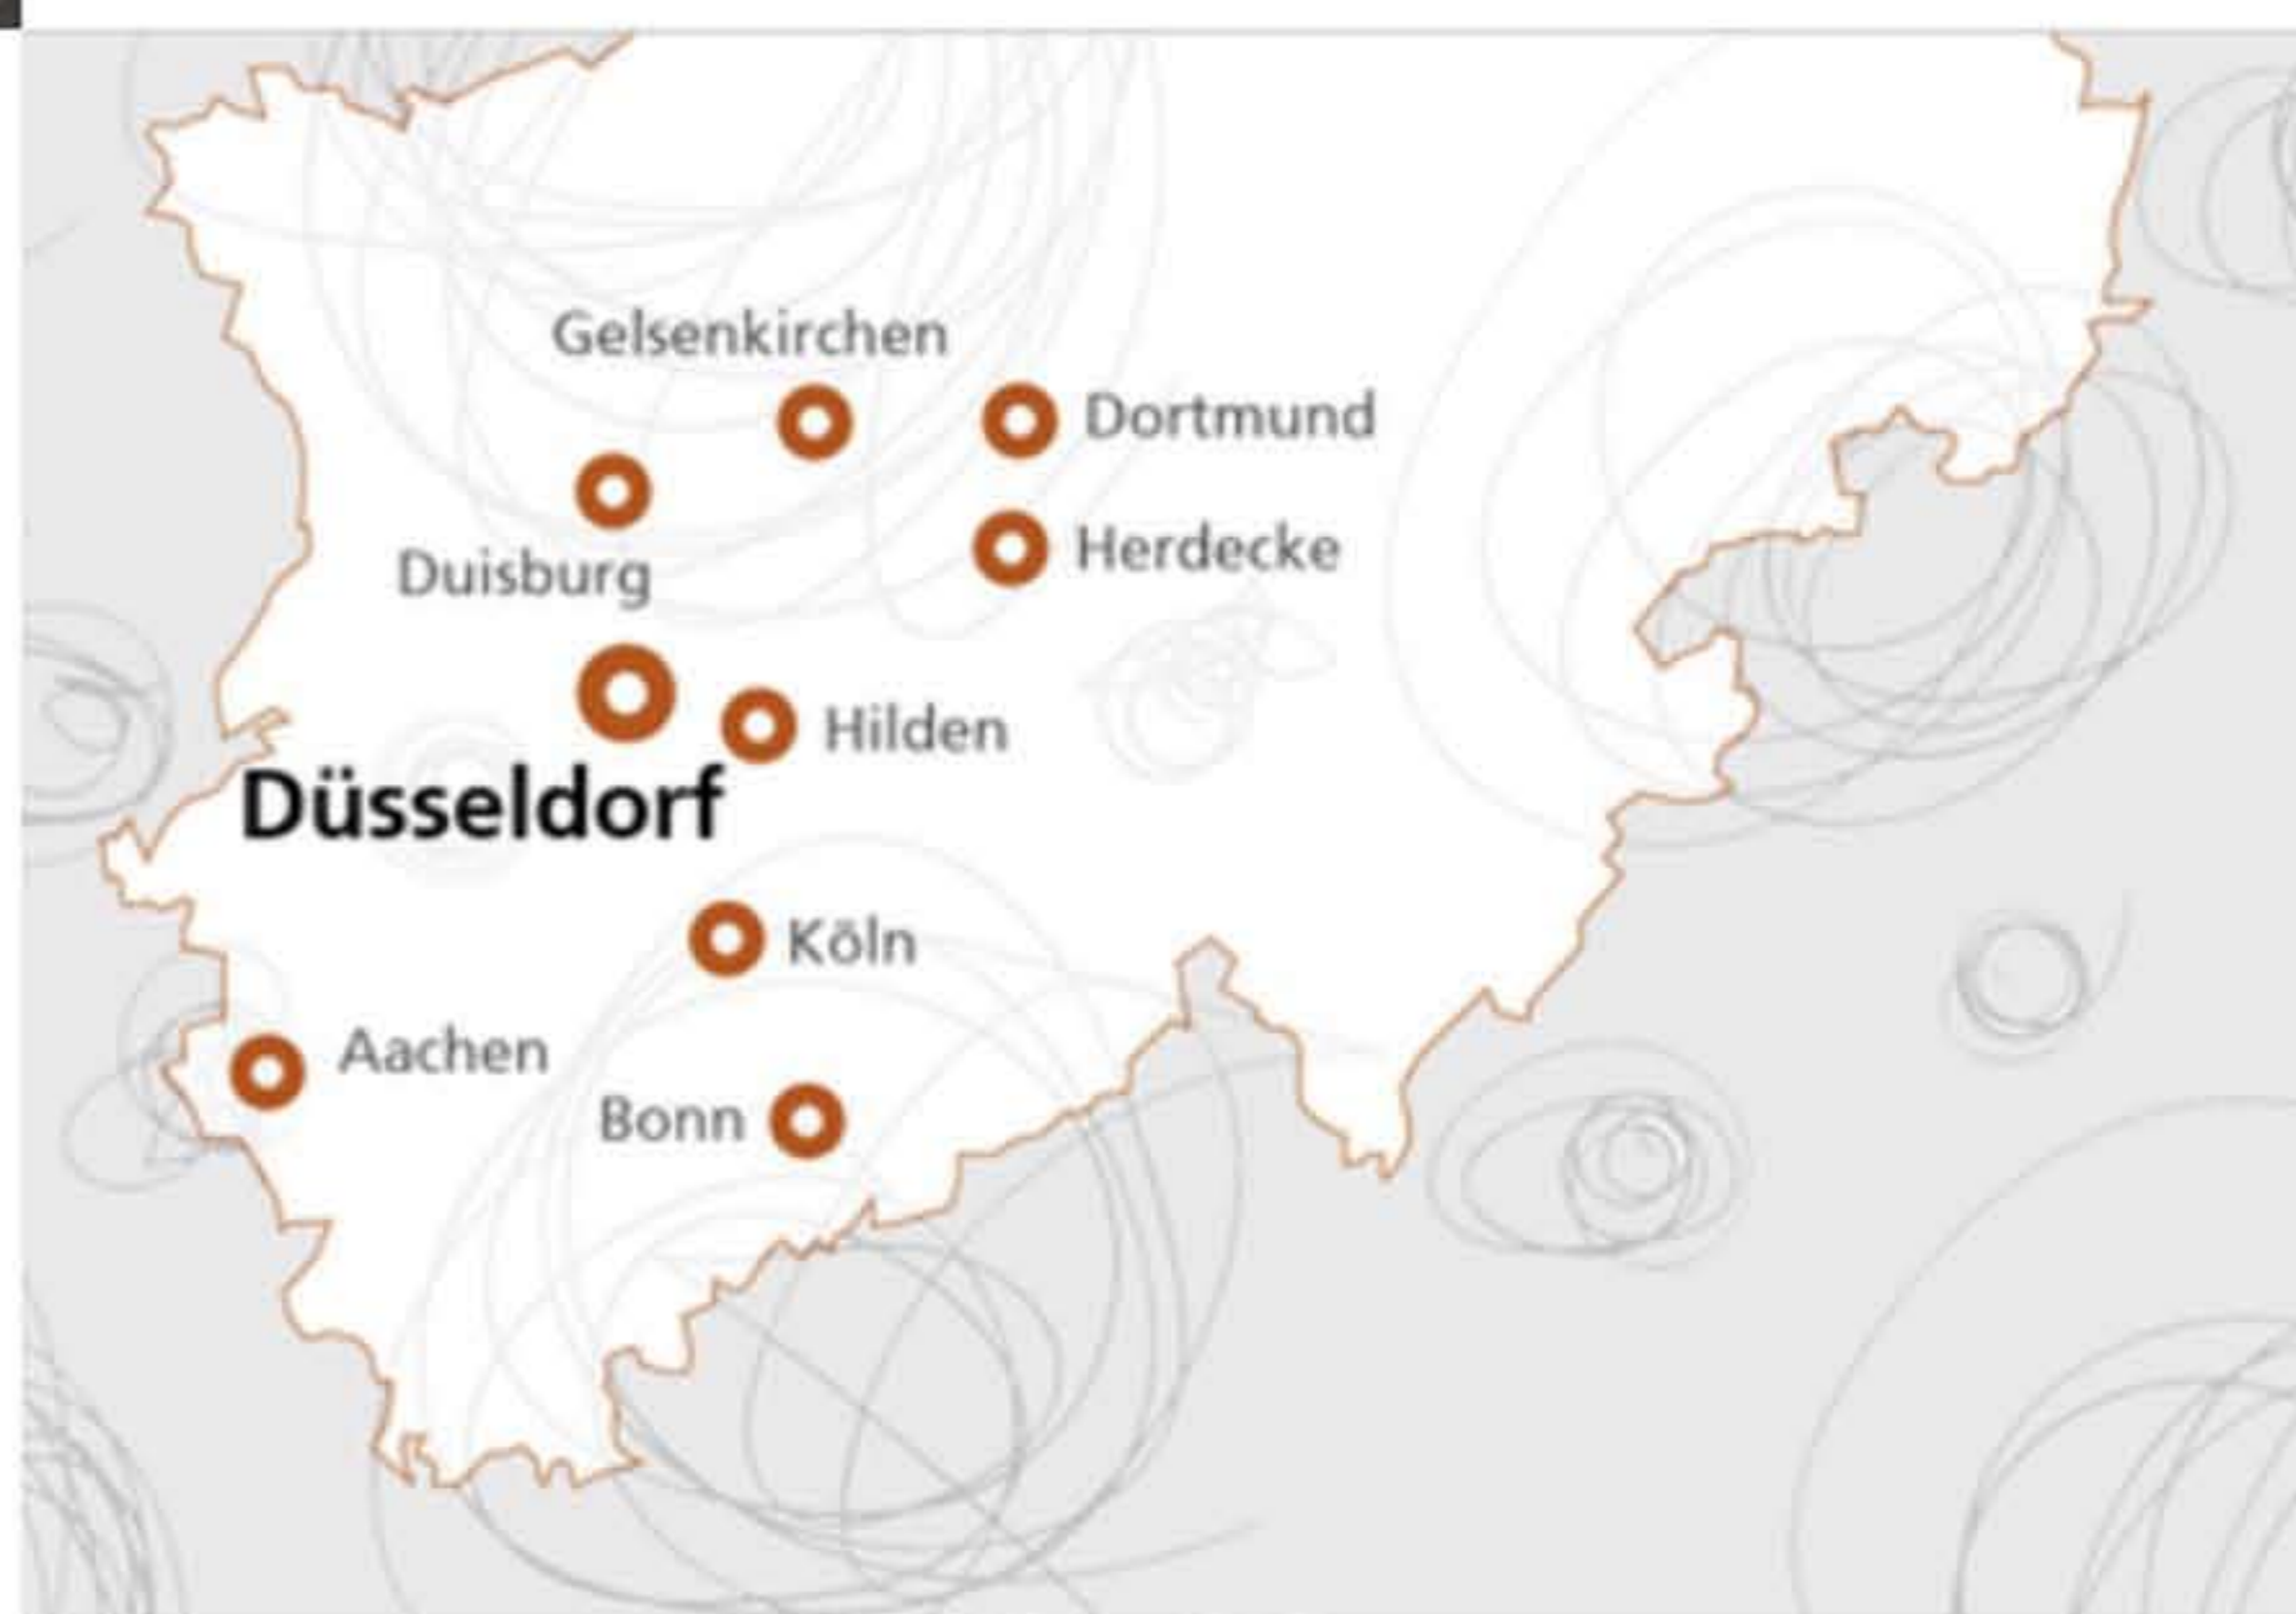 Gelsenkirchen
Dortmund
Duisburg
Herdecke
Hilden
Düsseldorf
Köln
Aachen
Bonn